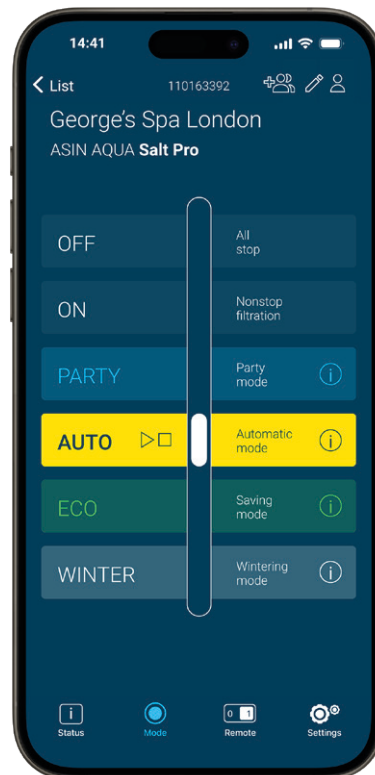 14:41
List 110163392
George's Spa London
ASIN AQUA Salt Pro
OFF
All
stop
ON
Nonstop
filtration
PARTY
Party
mode
i
AUTO
Automatic
mode
i
ECO
Saving
mode
i
WINTER
Wintering
mode
i
i
0 1
Status Mode Remote Settings